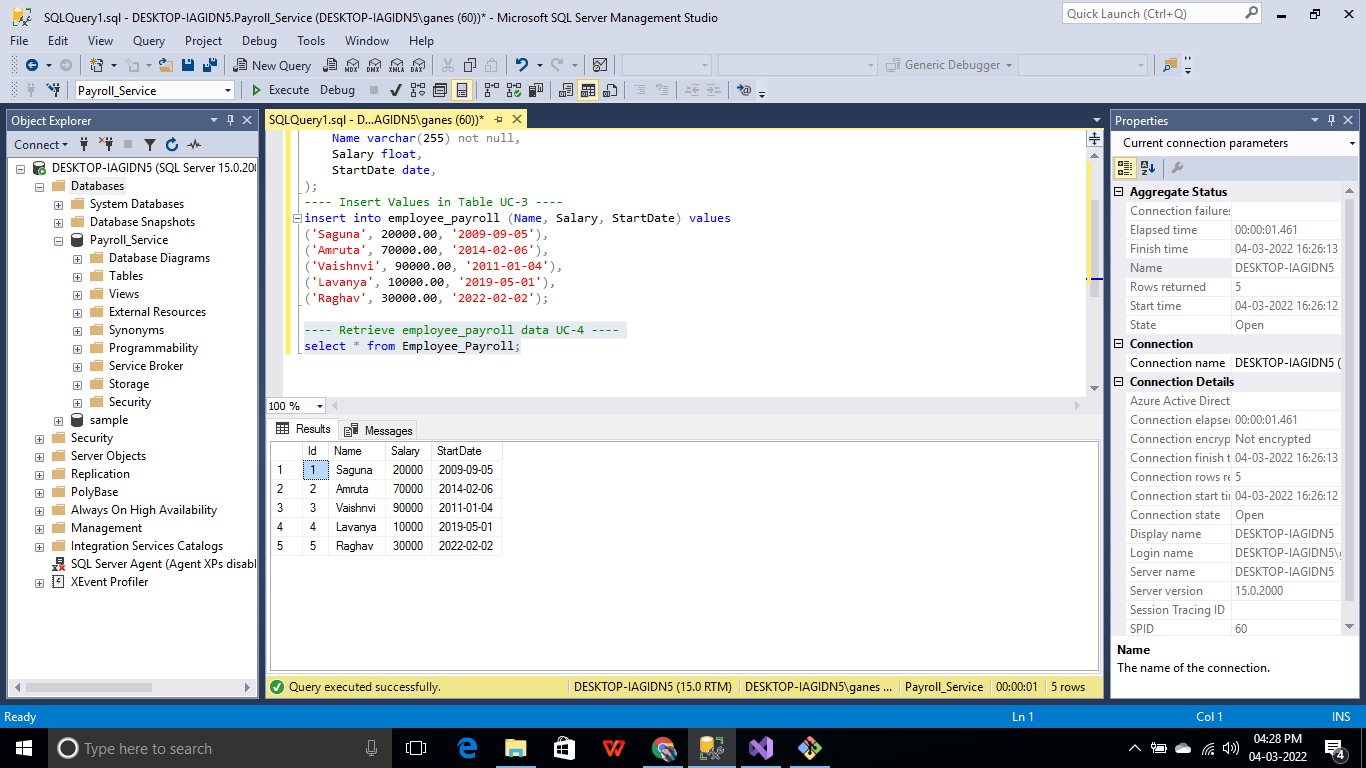 SQLQuery1.sql - DESKTOP-IAGIDN5.Payroll_Service (DESKTOP-IAGIDN5\ganes (60))* - Microsoft SQL Server Management Studio
Quick Launch (Ctrl+Q)
File Edit View Query Project Debug Tools Window Help
New Query MDX DMX XMLA DAX Generic Debugger
Payroll_Service Execute Debug
Object Explorer
Connect
DESKTOP-IAGIDN5 (SQL Server 15.0.200
Databases
System Databases
Database Snapshots
Payroll_Service
Database Diagrams
Tables
Views
External Resources
Synonyms
Programmability
Service Broker
Storage
Security
sample
Security
Server Objects
Replication
PolyBase
Always On High Availability
Management
Integration Services Catalogs
SQL Server Agent (Agent XPs disabl
XEvent Profiler
SQLQuery1.sql - D...AGIDN5\ganes (60))*
Name varchar(255) not null,
Salary float,
StartDate date,
);
---- Insert Values in Table UC-3 ----
insert into employee_payroll (Name, Salary, StartDate) values
('Saguna', 20000.00, '2009-09-05'),
('Amruta', 70000.00, '2014-02-06'),
('Vaishnvi', 90000.00, '2011-01-04'),
('Lavanya', 10000.00, '2019-05-01'),
('Raghav', 30000.00, '2022-02-02');
---- Retrieve employee_payroll data UC-4 ----
select * from Employee_Payroll;
100 %
Results Messages
Id Name Salary StartDate
1 1 Saguna 20000 2009-09-05
2 2 Amruta 70000 2014-02-06
3 3 Vaishnvi 90000 2011-01-04
4 4 Lavanya 10000 2019-05-01
5 5 Raghav 30000 2022-02-02
Query executed successfully. DESKTOP-IAGIDN5 (15.0 RTM) DESKTOP-IAGIDN5\ganes ... Payroll_Service 00:00:01 5 rows
Properties
Current connection parameters
Aggregate Status
Connection failures
Elapsed time 00:00:01.461
Finish time 04-03-2022 16:26:13
Name DESKTOP-IAGIDN5
Rows returned 5
Start time 04-03-2022 16:26:12
State Open
Connection
Connection name DESKTOP-IAGIDN5 (
Connection Details
Azure Active Direct
Connection elapse 00:00:01.461
Connection encryp Not encrypted
Connection finish t 04-03-2022 16:26:13
Connection rows re 5
Connection start ti 04-03-2022 16:26:12
Connection state Open
Display name DESKTOP-IAGIDN5
Login name DESKTOP-IAGIDN5\
Server name DESKTOP-IAGIDN5
Server version 15.0.2000
Session Tracing ID
SPID 60
Name
The name of the connection.
Ready Ln 1 Col 1 INS
Type here to search
04:28 PM
04-03-2022
4